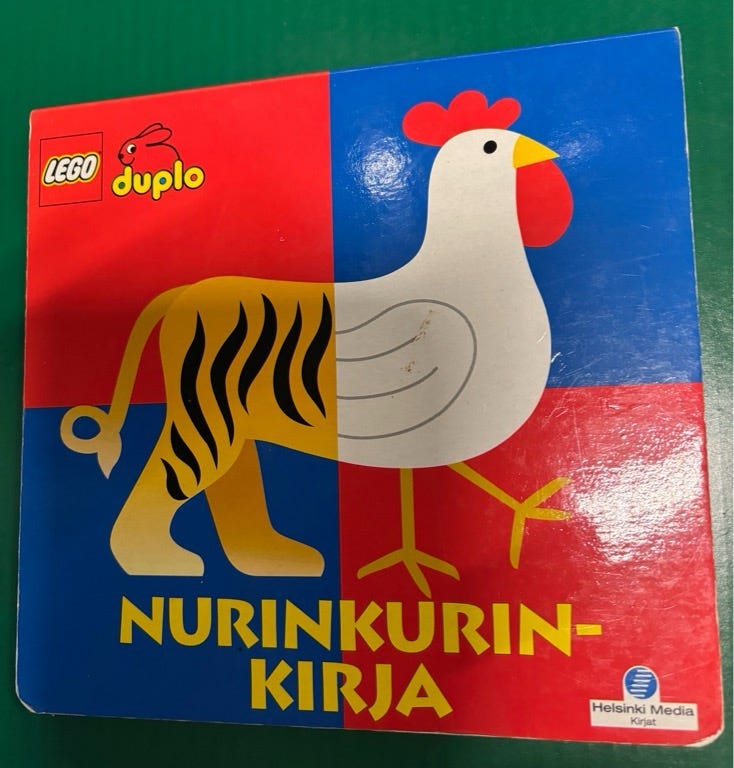 LEGO
duplo
NURINKURIN-
KIRJA
Helsinki Media
Kirjat